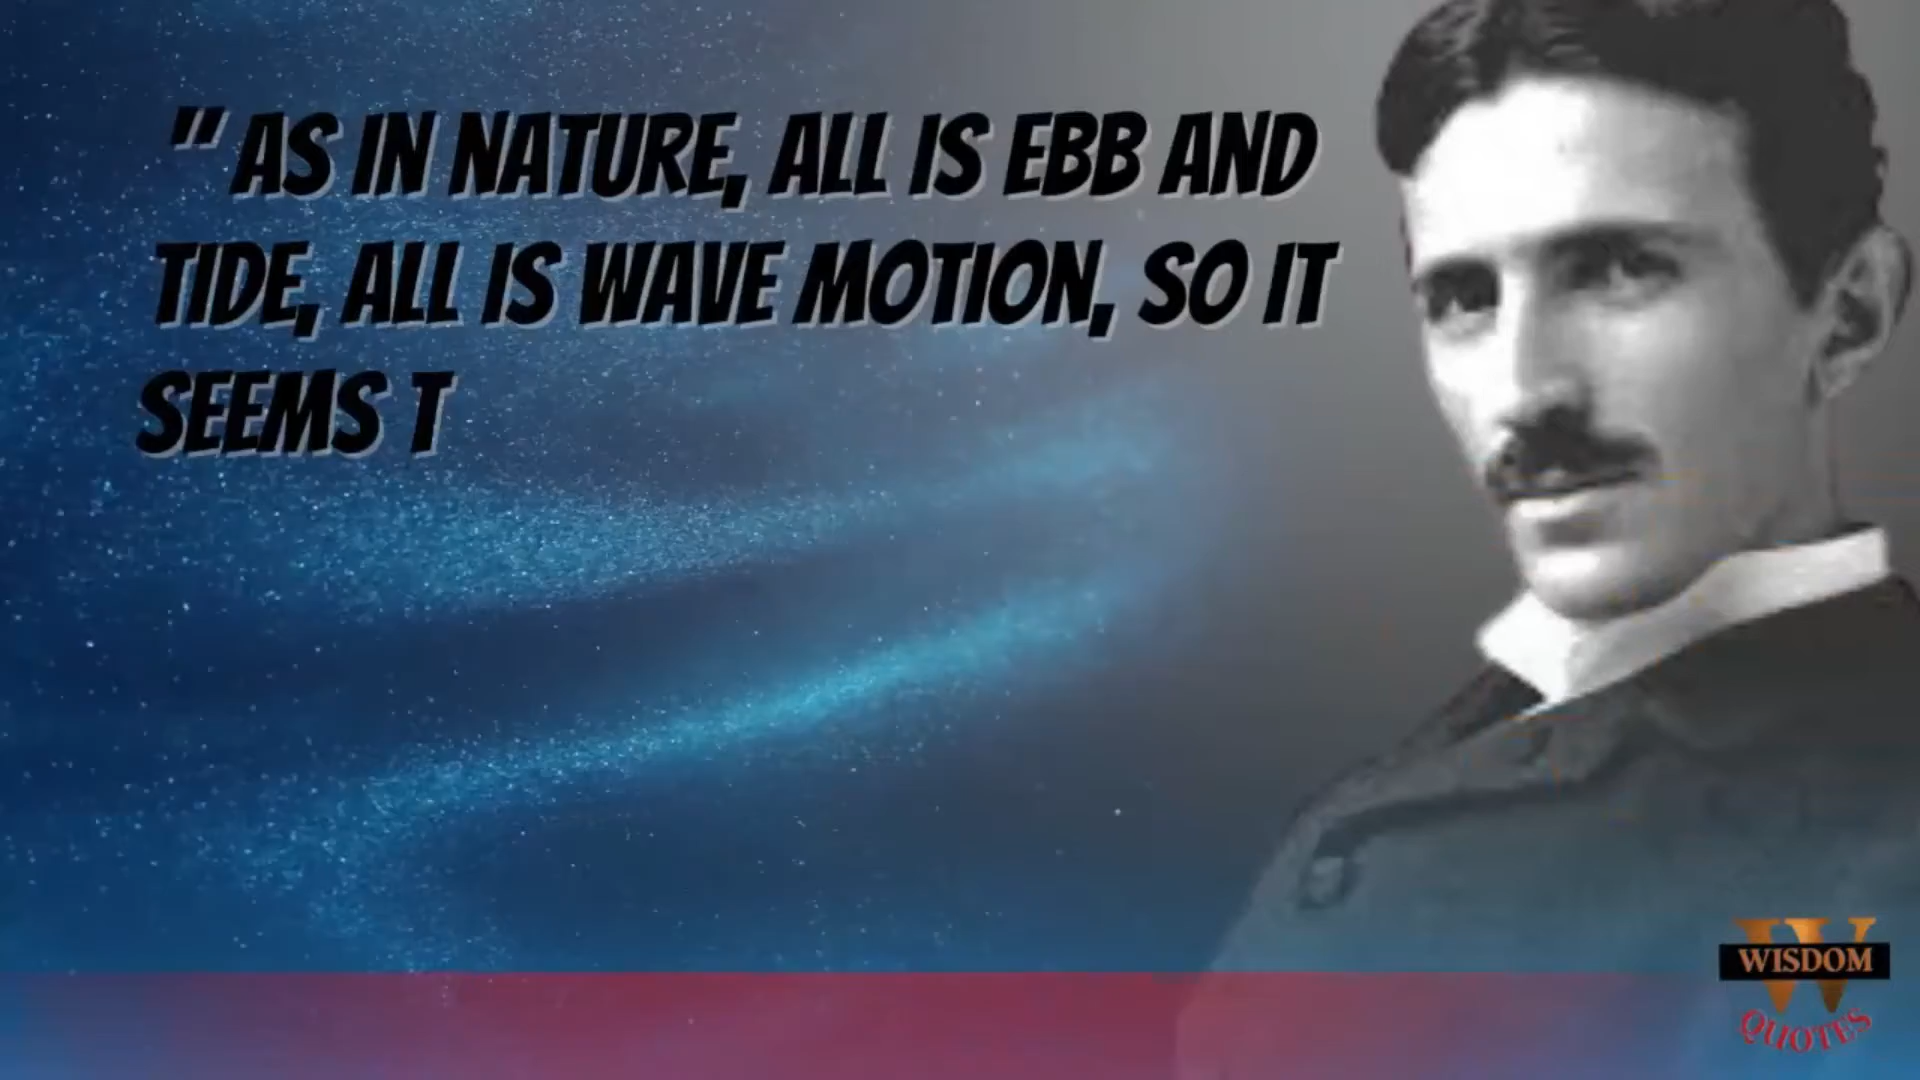 " AS IN NATURE, ALL IS EBB AND
TIDE, ALL IS WAVE MOTION, SO IT
SEEMS T
W
WISDOM
QUOTES